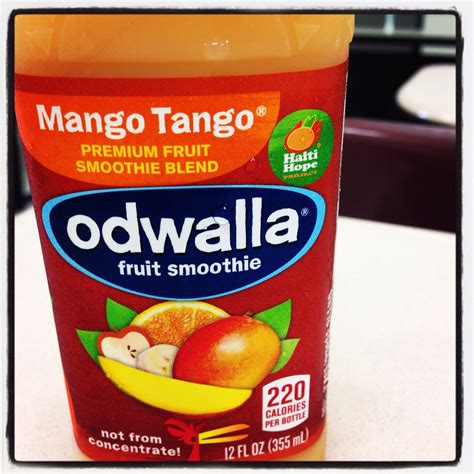 Mango Tango®
PREMIUM FRUIT
SMOOTHIE BLEND
Haiti
Hope
PROJECT
odwalla®
fruit smoothie
220
CALORIES
PER BOTTLE
not from
concentrate!
12 FL OZ (355 mL)